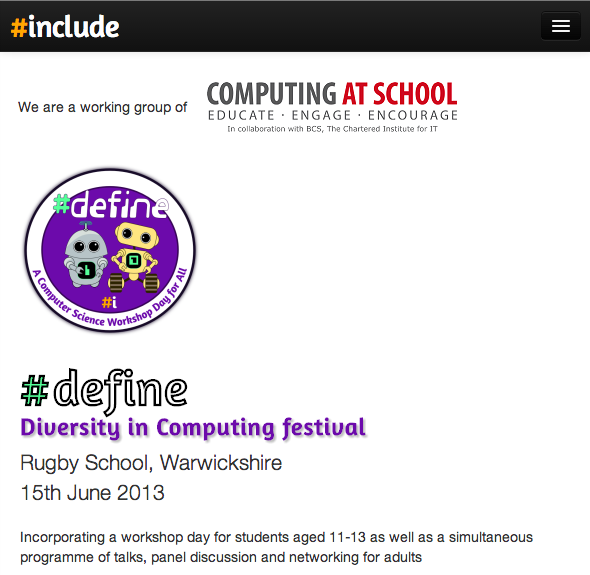 #include
We are a working group of
COMPUTING AT SCHOOL
EDUCATE · ENGAGE · ENCOURAGE
In collaboration with BCS, The Chartered Institute for IT
#define
#i
A Computer Science Workshop Day for All
#define
Diversity in Computing festival
Rugby School, Warwickshire
15th June 2013
Incorporating a workshop day for students aged 11-13 as well as a simultaneous
programme of talks, panel discussion and networking for adults